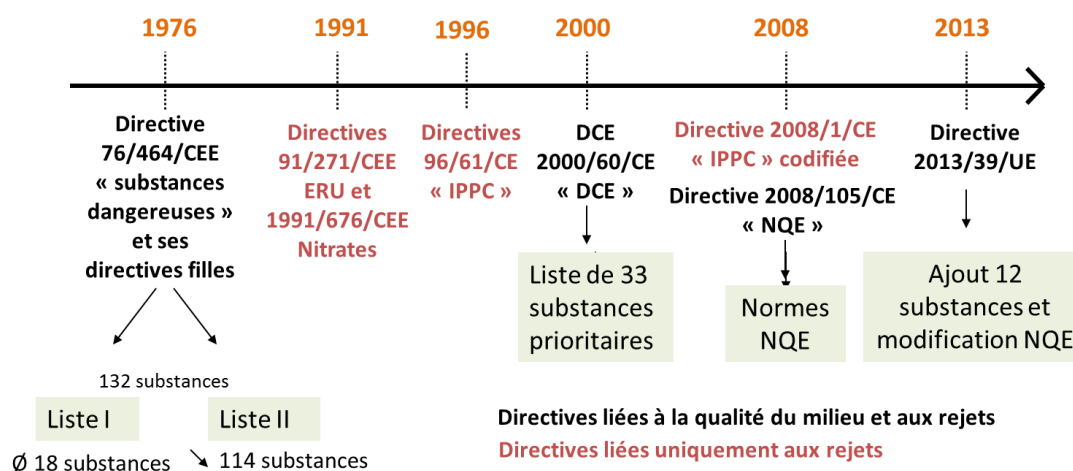 1976
1991
1996
2000
2008
2013
Directive
76/464/CEE
« substances
dangereuses »
et ses
directives filles
Directives
91/271/CEE
ERU et
1991/676/CEE
Nitrates
Directives
96/61/CE
« IPPC »
DCE
2000/60/CE
« DCE »
Directive 2008/1/CE
« IPPC » codifiée
Directive 2008/105/CE
« NQE »
Directive
2013/39/UE
Liste de 33
substances
prioritaires
Normes
NQE
Ajout 12
substances et
modification NQE
132 substances
Liste I
Liste II
Ø 18 substances
114 substances
Directives liées à la qualité du milieu et aux rejets
Directives liées uniquement aux rejets